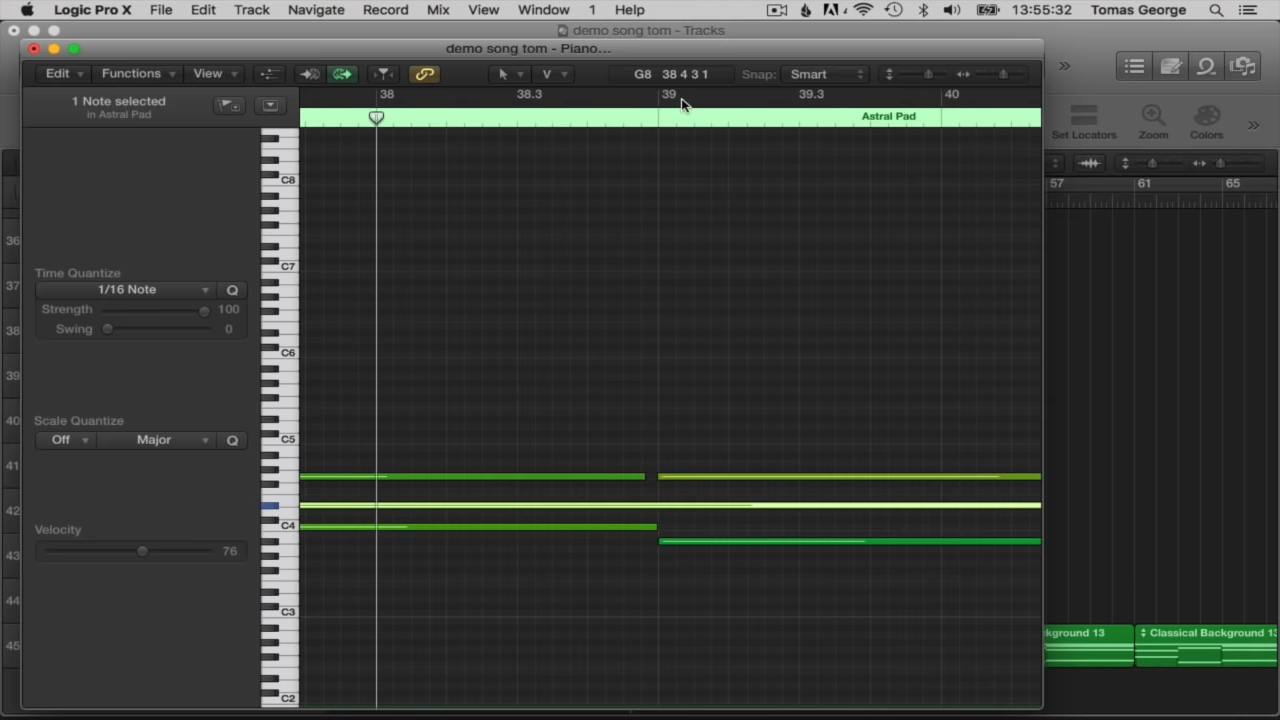 Logic Pro X File Edit Track Navigate Record Mix View Window 1 Help 13:55:32 Tomas George
demo song tom - Tracks
demo song tom - Piano...
Edit Functions View V G8 38 4 3 1 Snap: Smart
1 Note selected
in Astral Pad
38 38.3 39 39.3 40
Astral Pad
Set Locators Zoom Colors
57 61 65
C8
C7
C6
C5
C4
C3
C2
Time Quantize
1/16 Note Q
Strength 100
Swing 0
Scale Quantize
Off Major Q
Velocity
76
36
37
38
39
40
41
42
43
44
45
kground 13 Classical Background 13